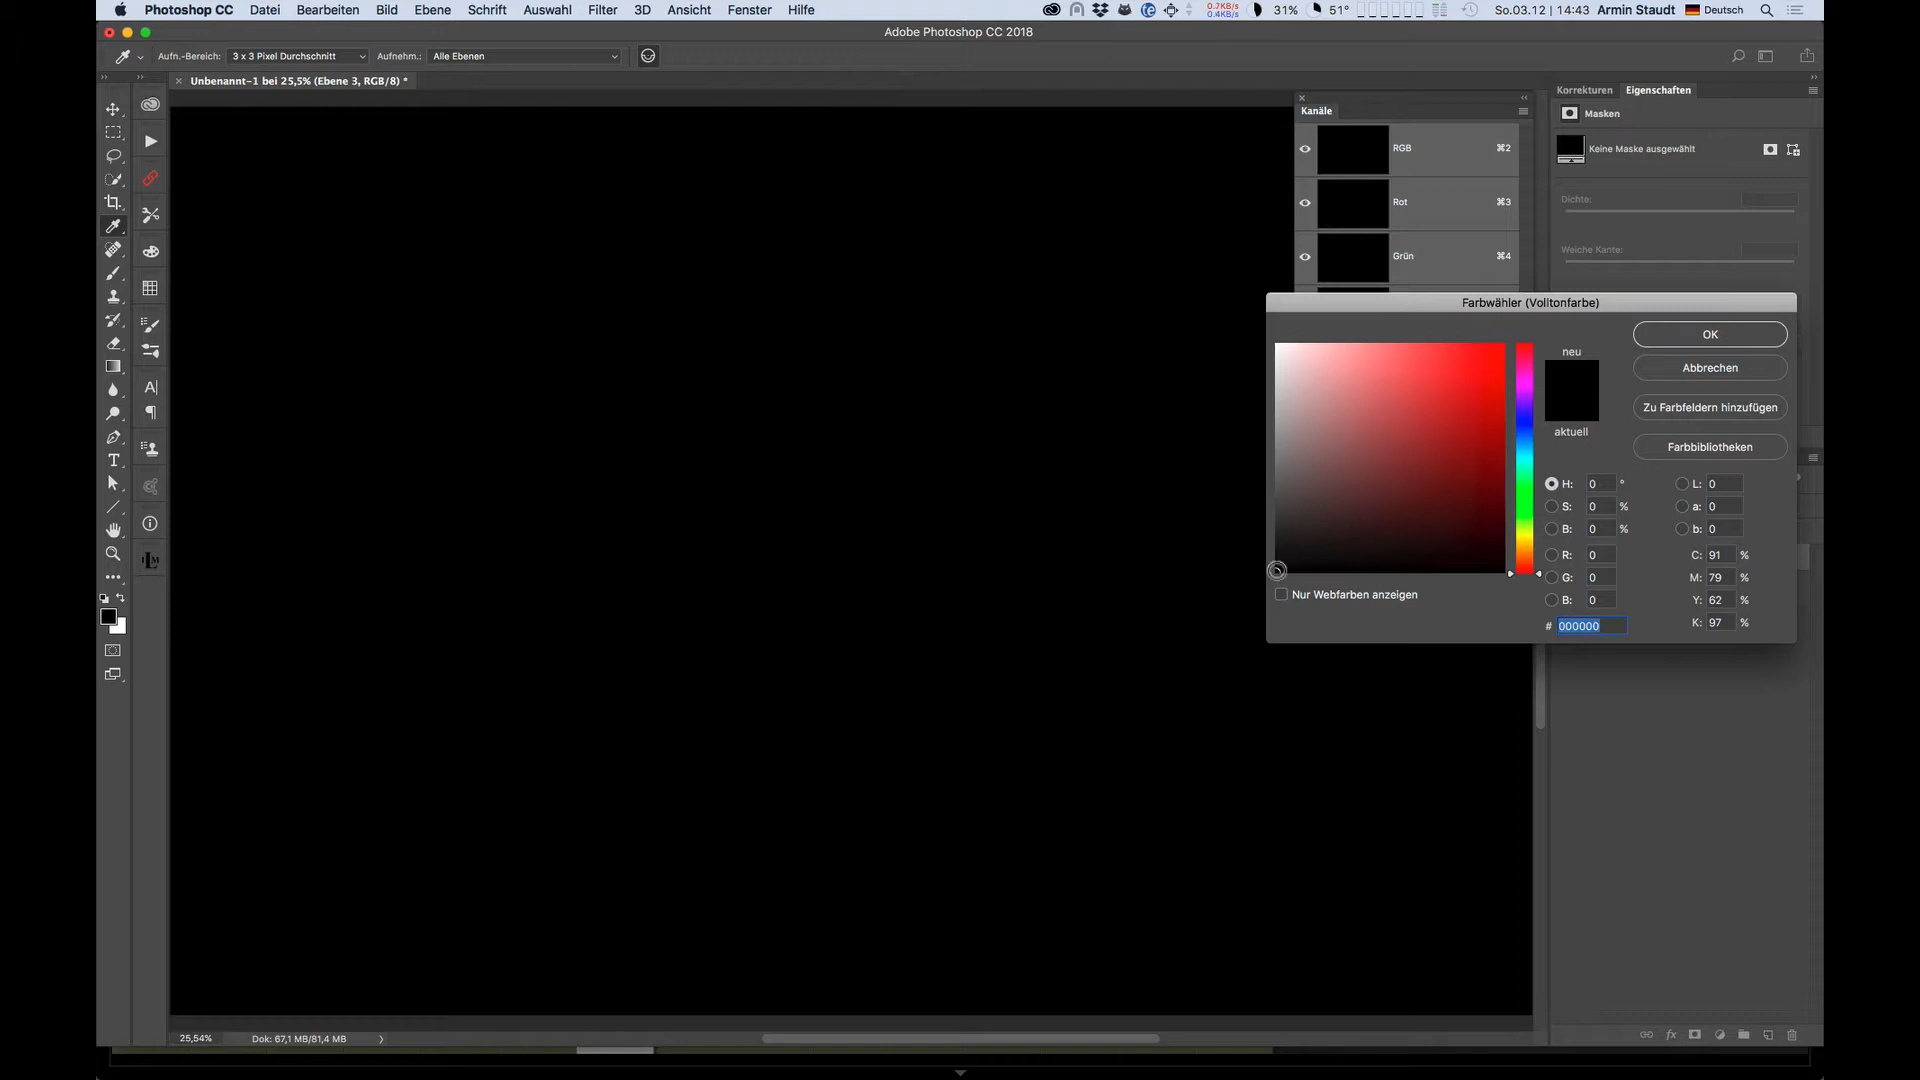 Photoshop CC Datei Bearbeiten Bild Ebene Schrift Auswahl Filter 3D Ansicht Fenster Hilfe 0.7KB/s 0.4KB/s 31% 51° So.03.12 | 14:43 Armin Staudt Deutsch
Adobe Photoshop CC 2018
Aufn.-Bereich: 3 x 3 Pixel Durchschnitt Aufnehm.: Alle Ebenen
Unbenannt-1 bei 25,5% (Ebene 3, RGB/8) *
Korrekturen Eigenschaften
Kanäle
Masken
RGB ⌘2
Keine Maske ausgewählt
Rot ⌘3
Dichte:
Weiche Kante:
Grün ⌘4
Farbwähler (Volltonfarbe)
OK
neu
Abbrechen
Zu Farbfeldern hinzufügen
aktuell
Farbbibliotheken
H: 0 ° L: 0
S: 0 % a: 0
B: 0 % b: 0
R: 0 C: 91 %
G: 0 M: 79 %
B: 0 Y: 62 %
Nur Webfarben anzeigen
# 000000 K: 97 %
25,54% Dok: 67,1 MB/81,4 MB